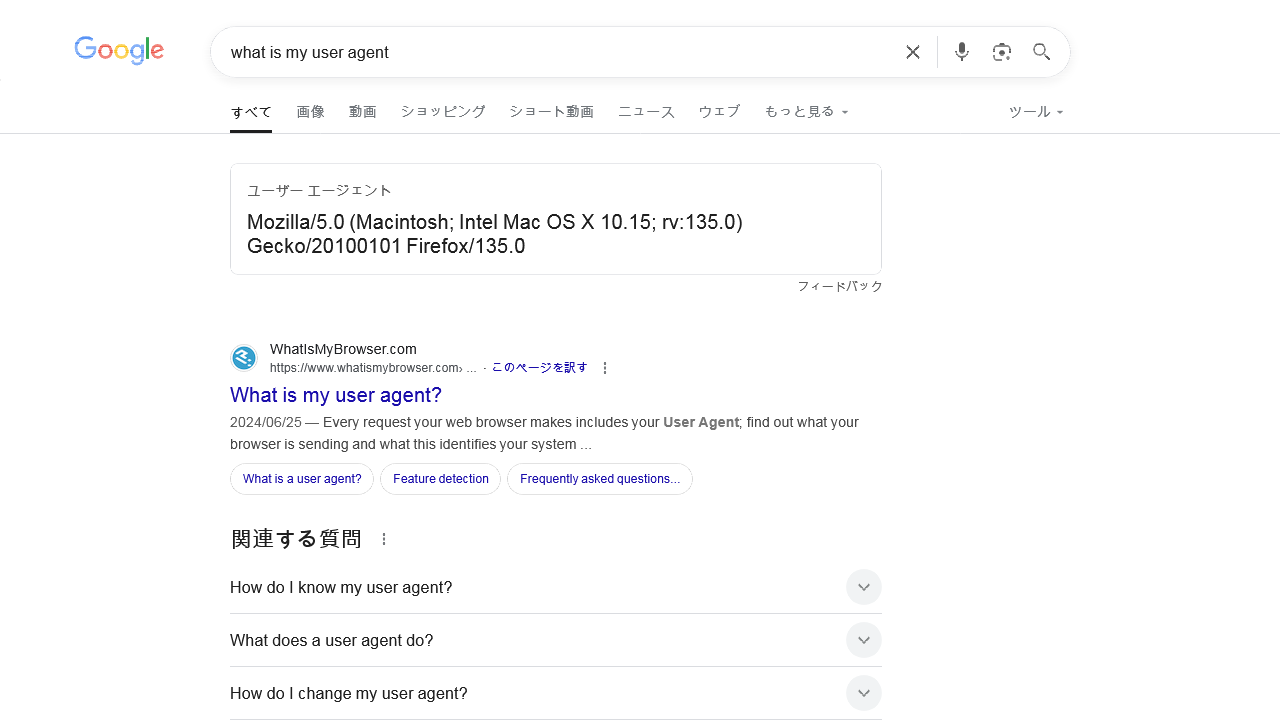 Google
what is my user agent
すべて
画像
動画
ショッピング
ショート動画
ニュース
ウェブ
もっと見る
ツール
ユーザー エージェント
Mozilla/5.0 (Macintosh; Intel Mac OS X 10.15; rv:135.0)
Gecko/20100101 Firefox/135.0
フィードバック
WhatIsMyBrowser.com
https://www.whatismybrowser.com› ... · このページを訳す
What is my user agent?
2024/06/25 — Every request your web browser makes includes your User Agent; find out what your
browser is sending and what this identifies your system ...
What is a user agent?
Feature detection
Frequently asked questions...
関連する質問
How do I know my user agent?
What does a user agent do?
How do I change my user agent?